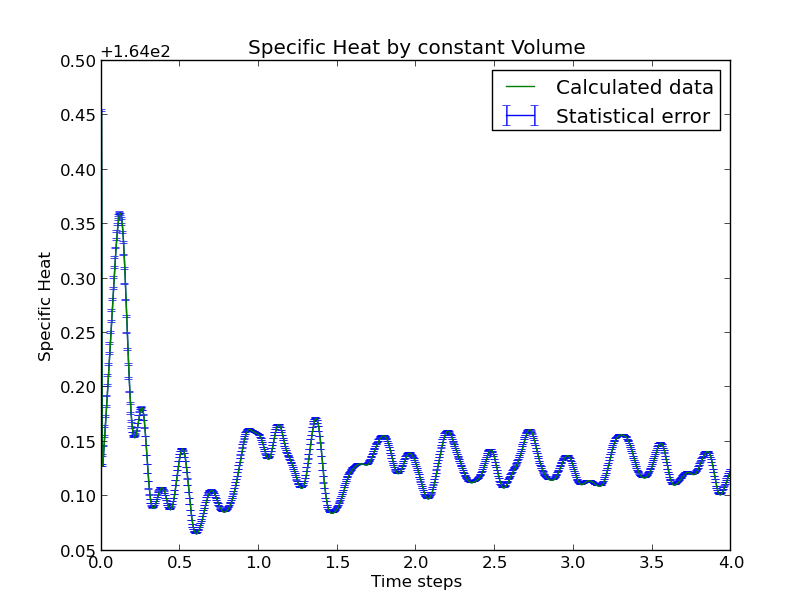 Specific Heat by constant Volume
+1.64e2
0.50
0.45
0.40
0.35
0.30
0.25
0.20
0.15
0.10
0.05
Specific Heat
Calculated data
Statistical error
0.0 0.5 1.0 1.5 2.0 2.5 3.0 3.5 4.0
Time steps